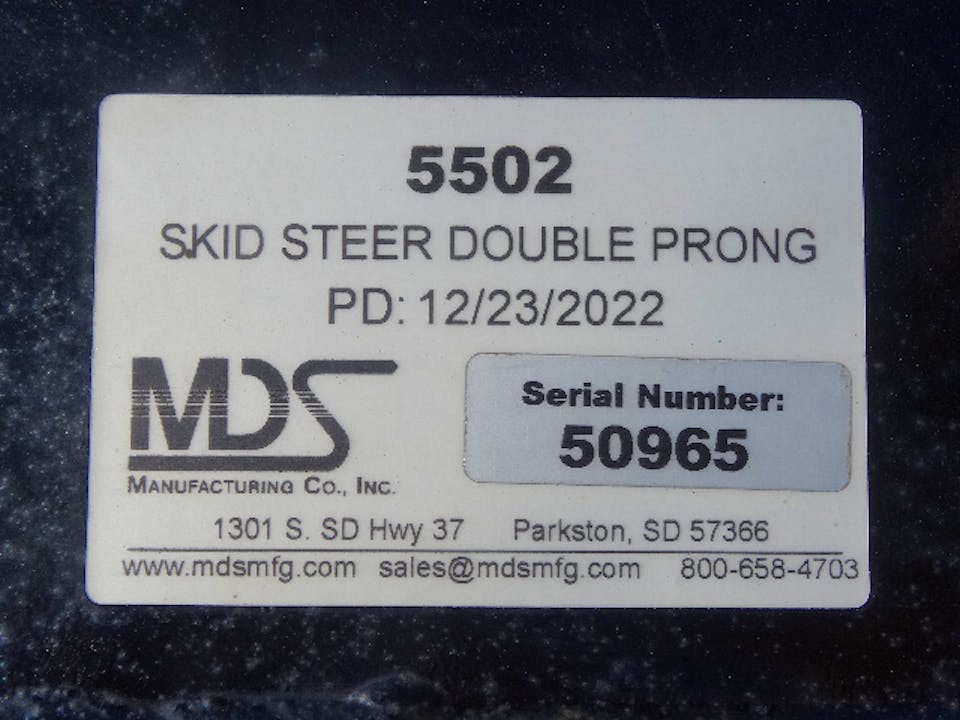 5502
SKID STEER DOUBLE PRONG
PD: 12/23/2022
MDS
MANUFACTURING CO., INC.
Serial Number:
50965
1301 S. SD Hwy 37 Parkston, SD 57366
www.mdsmfg.com sales@mdsmfg.com 800-658-4703